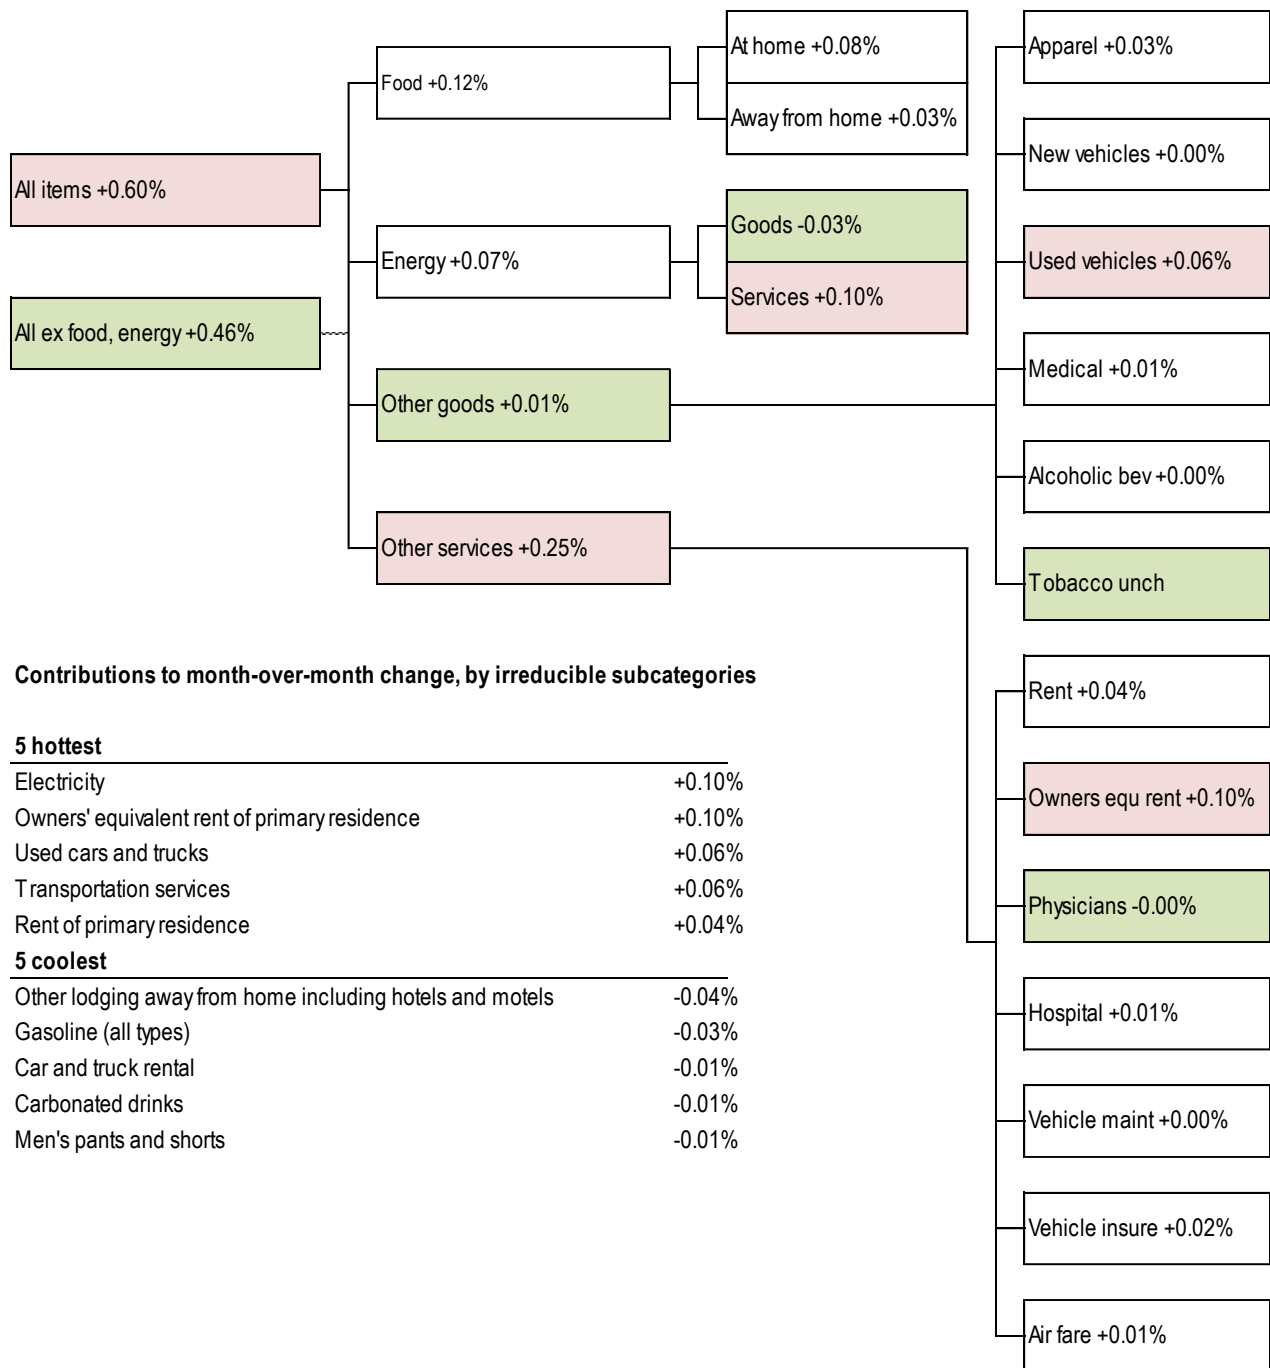 All items +0.60%
All ex food, energy +0.46%
Food +0.12%
Energy +0.07%
Other goods +0.01%
Other services +0.25%
At home +0.08%
Away from home +0.03%
Goods -0.03%
Services +0.10%
Apparel +0.03%
New vehicles +0.00%
Used vehicles +0.06%
Medical +0.01%
Alcoholic bev +0.00%
Tobacco unch
Rent +0.04%
Owners equ rent +0.10%
Physicians -0.00%
Hospital +0.01%
Vehicle maint +0.00%
Vehicle insure +0.02%
Air fare +0.01%
Contributions to month-over-month change, by irreducible subcategories
5 hottest
Electricity +0.10%
Owners' equivalent rent of primary residence +0.10%
Used cars and trucks +0.06%
Transportation services +0.06%
Rent of primary residence +0.04%
5 coolest
Other lodging away from home including hotels and motels -0.04%
Gasoline (all types) -0.03%
Car and truck rental -0.01%
Carbonated drinks -0.01%
Men's pants and shorts -0.01%